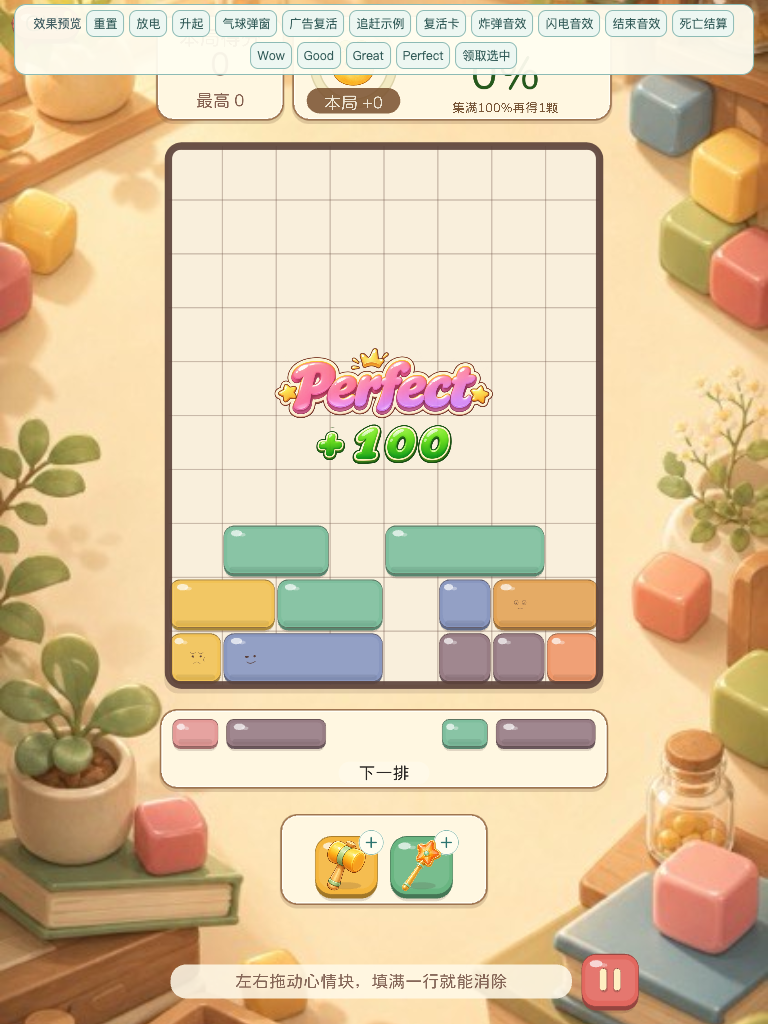 效果预览 重置 放电 升起 气球弹窗 广告复活 追赶示例 复活卡 炸弹音效 闪电音效 结束音效 死亡结算
Wow Good Great Perfect 领取选中
0 0%
最高 0 本局 +0 集满100%再得1颗
Perfect
+100
下一排
左右拖动心情块，填满一行就能消除